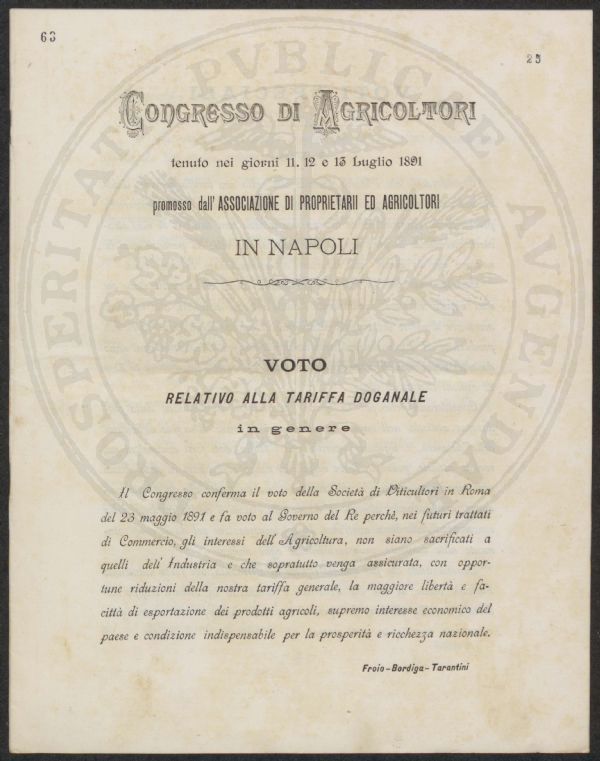 63
25
CONGRESSO DI AGRICOLTORI
tenuto nei giorni 11. 12 e 13 Luglio 1891
promosso dall' ASSOCIAZIONE DI PROPRIETARII ED AGRICOLTORI
IN NAPOLI
VOTO
RELATIVO ALLA TARIFFA DOGANALE
in genere
Il Congresso conferma il voto della Società di Viticultori in Roma
del 23 maggio 1891 e fa voto al Governo del Re perchè, nei futuri trattati
di Commercio, gli interessi dell' Agricoltura, non siano sacrificati a
quelli dell' Industria e che sopratutto venga assicurata, con oppor-
tune riduzioni della nostra tariffa generale, la maggiore libertà e fa-
città di esportazione dei prodotti agricoli, supremo interesse economico del
paese e condizione indispensabile per la prosperità e ricchezza nazionale.
Froio-Bordiga-Tarantini
PROSPERITATI PVBLICAE AVGENDAE